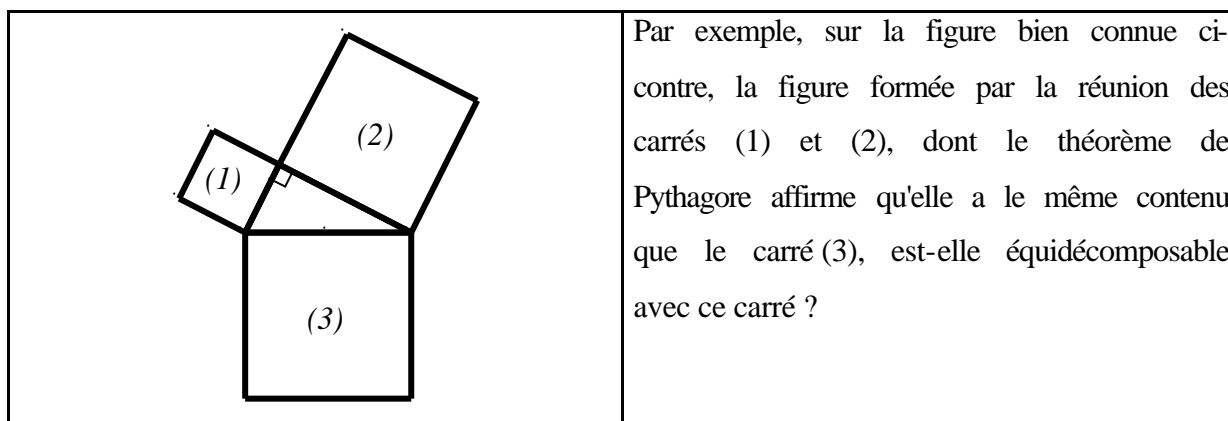 (2)
(1)
(3)
Par exemple, sur la figure bien connue ci-
contre, la figure formée par la réunion des
carrés (1) et (2), dont le théorème de
Pythagore affirme qu'elle a le même contenu
que le carré (3), est-elle équidécomposable
avec ce carré ?